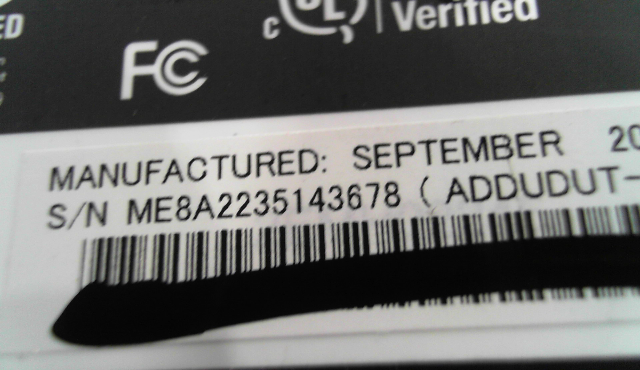 ED
c UL
Verified
FC
MANUFACTURED: SEPTEMBER 20
S/N ME8A2235143678 ( ADDUDUT-